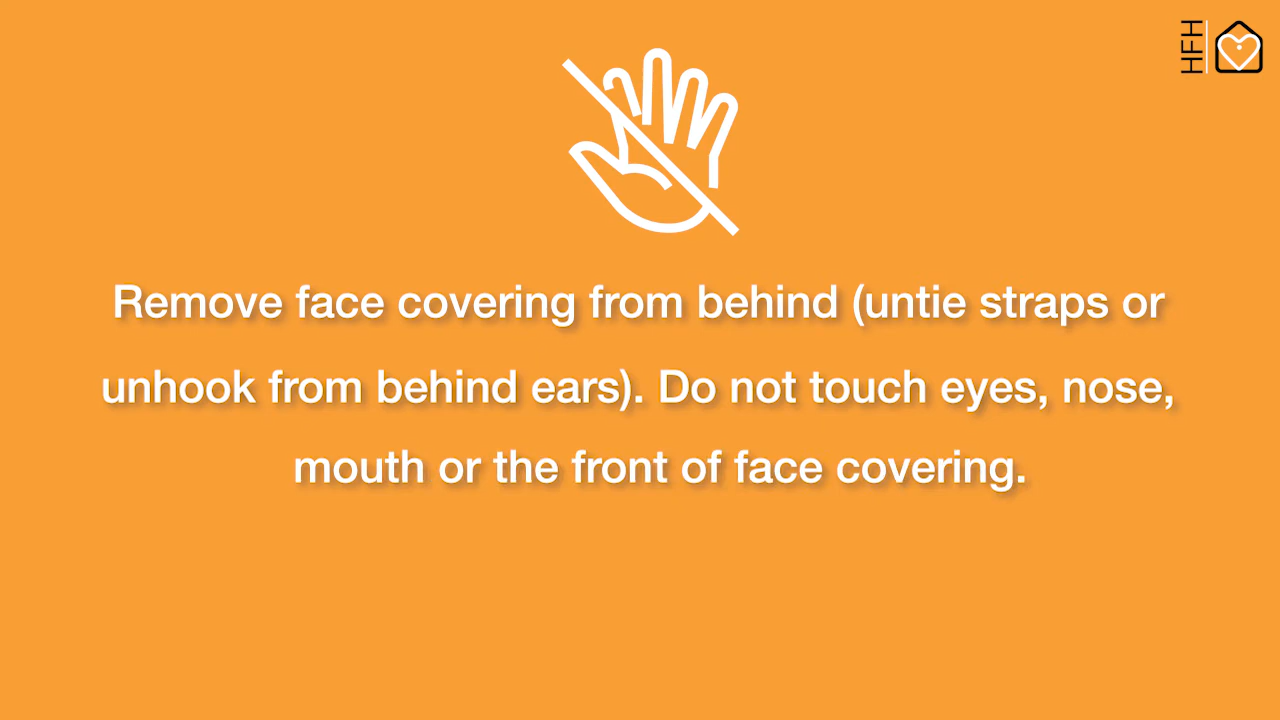 HFH
Remove face covering from behind (untie straps or
unhook from behind ears). Do not touch eyes, nose,
mouth or the front of face covering.